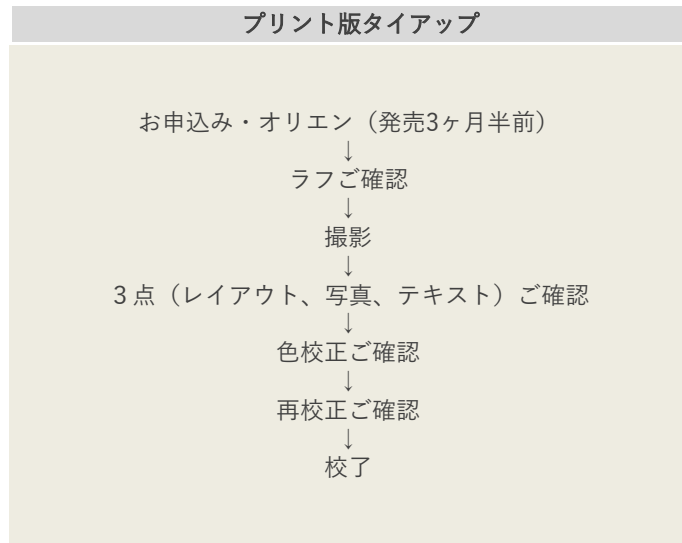 プリント版タイアップ
お申込み・オリエン（発売3ヶ月半前）
↓
ラフご確認
↓
撮影
↓
３点（レイアウト、写真、テキスト）ご確認
↓
色校正ご確認
↓
再校正ご確認
↓
校了